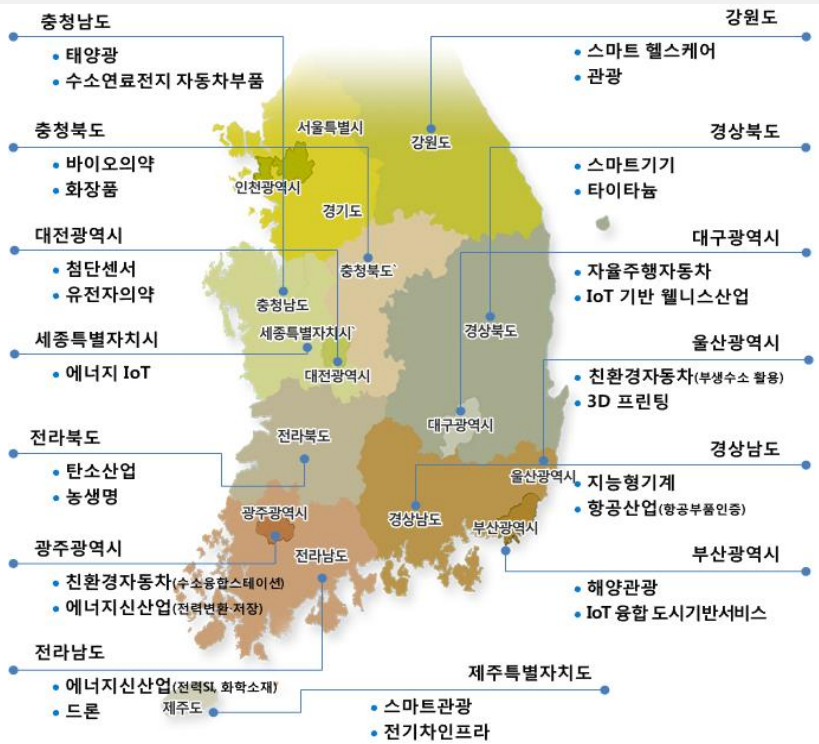 충청남도
• 태양광
• 수소연료전지 자동차부품
충청북도
• 바이오의약
• 화장품
대전광역시
• 첨단센서
• 유전자의약
세종특별자치시
• 에너지 IoT
전라북도
• 탄소산업
• 농생명
광주광역시
• 친환경자동차(수소융합스테이션)
• 에너지신산업(전력변환·저장)
전라남도
• 에너지신산업(전력SI, 화학소재)
• 드론
강원도
• 스마트 헬스케어
• 관광
경상북도
• 스마트기기
• 타이타늄
대구광역시
• 자율주행자동차
• IoT 기반 웰니스산업
울산광역시
• 친환경자동차(부생수소 활용)
• 3D 프린팅
경상남도
• 지능형기계
• 항공산업(항공부품인증)
부산광역시
• 해양관광
• IoT 융합 도시기반서비스
제주특별자치도
• 스마트관광
• 전기차인프라
서울특별시
강원도
인천광역시
경기도
충청북도`
충청남도
세종특별자치시`
경상북도
대전광역시
대구광역시
전라북도
울산광역시
광주광역시
경상남도
부산광역시
전라남도
제주도